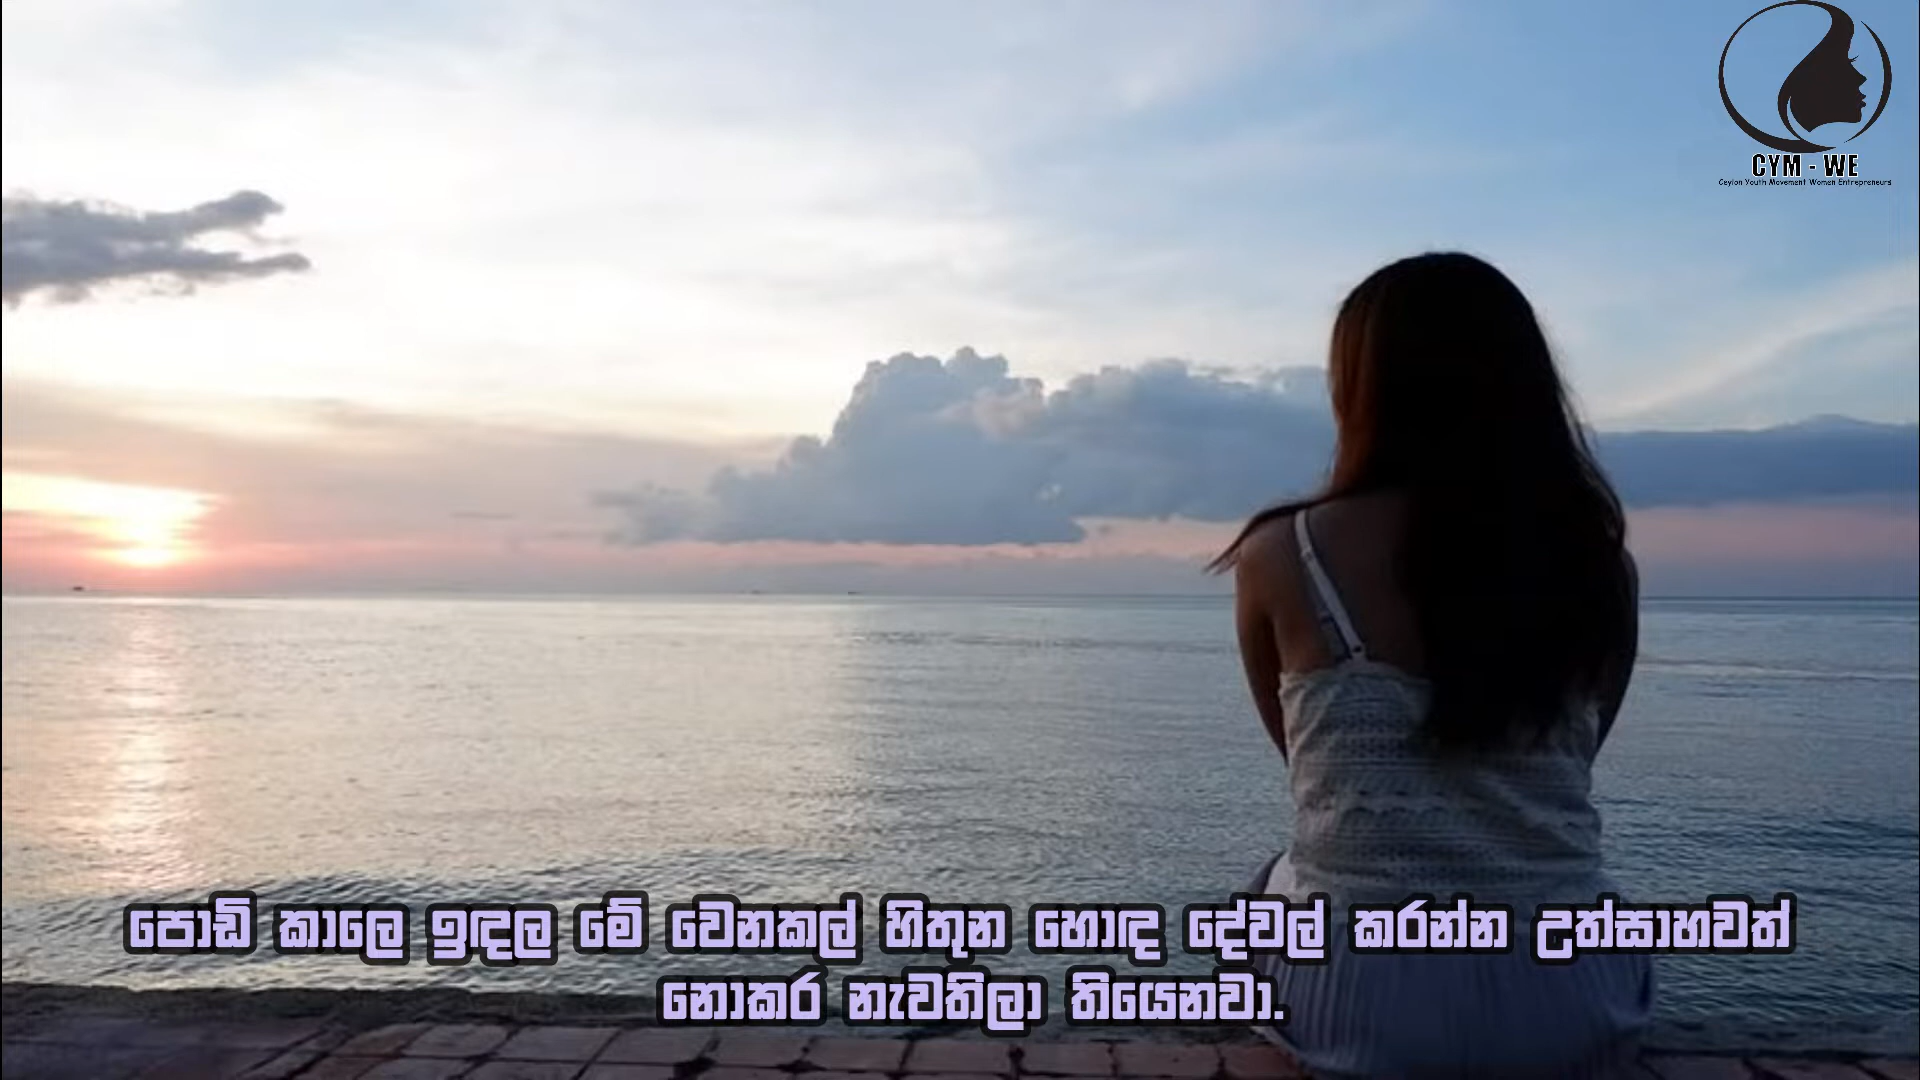 CYM - WE
Ceylon Youth Movement Women Entrepreneurs
පොඩි කාලෙ ඉඳල මේ වෙනකල් හිතුන හොඳ දේවල් කරන්න උත්සාහවත්
නොකර නැවතිලා තියෙනවා.